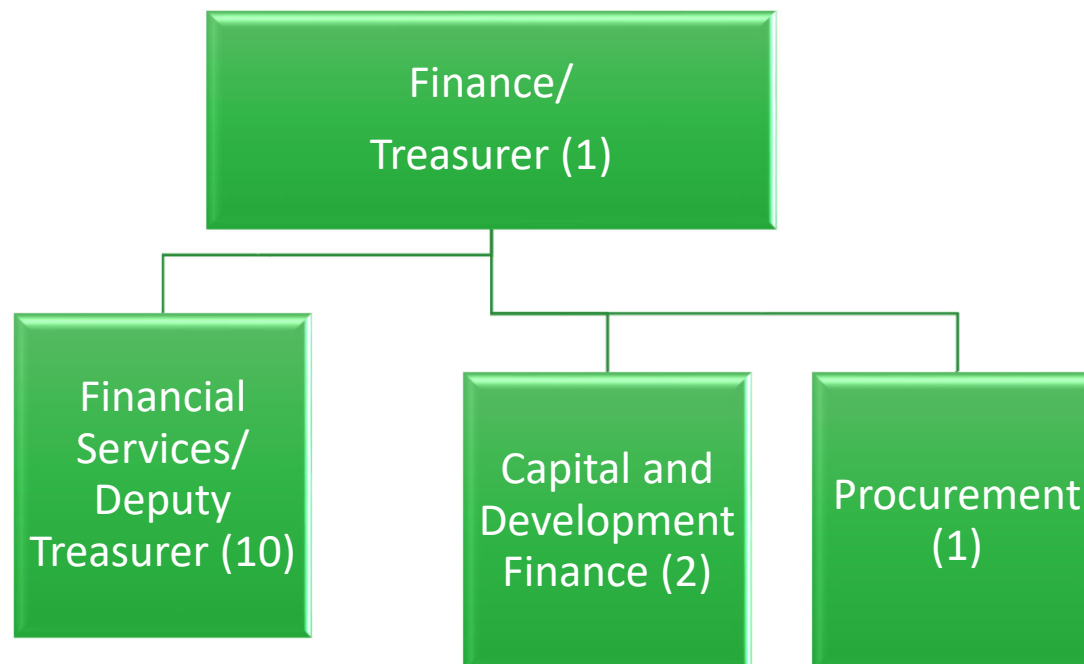 Finance/
Treasurer (1)
Financial
Services/
Deputy
Treasurer (10)
Capital and
Development
Finance (2)
Procurement
(1)